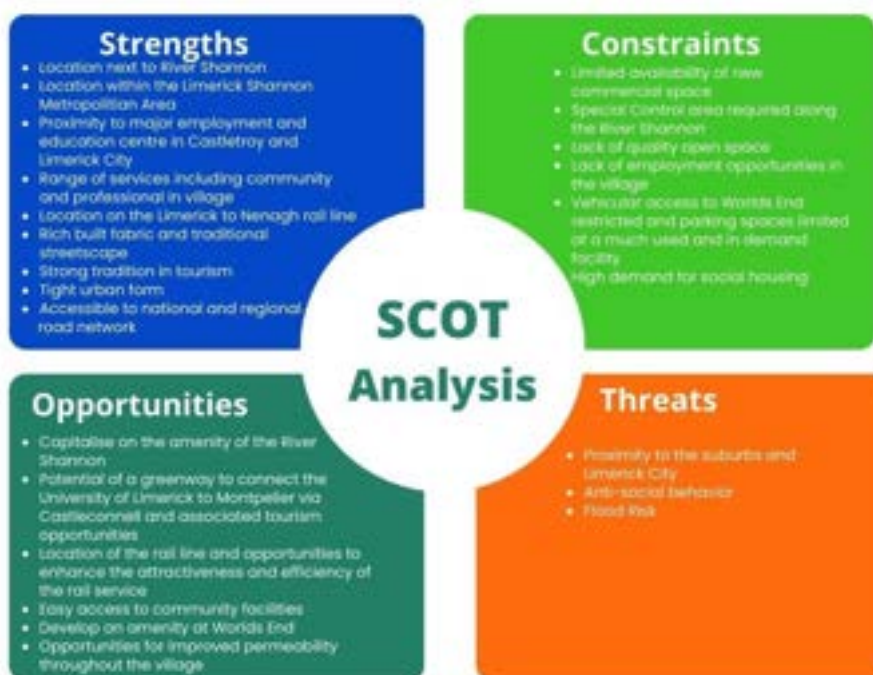 Strengths
• Location next to River Shannon
• Location within the Limerick Shannon
Metropolitian Area
• Proximity to major employment and
education centre in Castletroy and
Limerick City
• Range of services including community
and professional in village
• Location on the Limerick to Nenagh rail line
• Rich built fabric and traditional
streetscape
• Strong tradition in tourism
• Tight urban form
• Accessible to national and regional
road network
Constraints
• Limited availability of new
commercial space
• Special Control area required along
the River Shannon
• Lack of quality open space
• Lack of employment opportunities in
the village
• Vehicular access to Worlds End
restricted and parking spaces limited
at a much used and in demand
facility
High demand for social housing
SCOT
Analysis
Opportunities
• Capitalise on the amenity of the River
Shannon
• Potential of a greenway to connect the
University of Limerick to Montpelier via
Castleconnell and associated tourism
opportunities
• Location of the rail line and opportunities to
enhance the attractiveness and efficiency of
the rail service
• Easy access to community facilities
• Develop an amenity at Worlds End
• Opportunities for improved permeability
throughout the village
Threats
• Proximity to the suburbs and
Limerick City
• Anti-social behavior
• Flood Risk